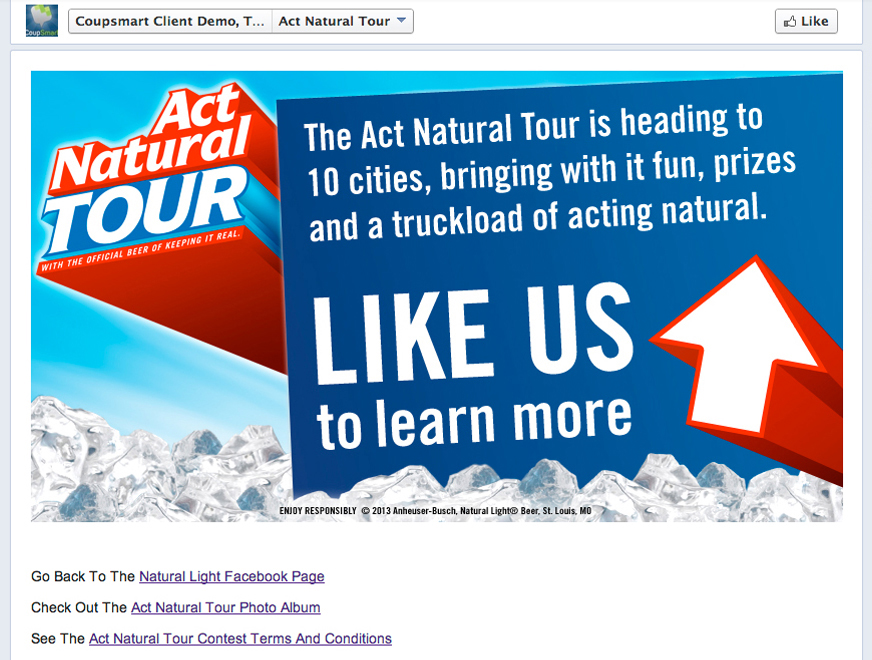 CoupSmart
Coupsmart Client Demo, T... Act Natural Tour
Like
Act
Natural
TOUR
WITH THE OFFICIAL BEER OF KEEPING IT REAL.
The Act Natural Tour is heading to
10 cities, bringing with it fun, prizes
and a truckload of acting natural.
LIKE US
to learn more
ENJOY RESPONSIBLY © 2013 Anheuser-Busch, Natural Light® Beer, St. Louis, MO
Go Back To The Natural Light Facebook Page
Check Out The Act Natural Tour Photo Album
See The Act Natural Tour Contest Terms And Conditions